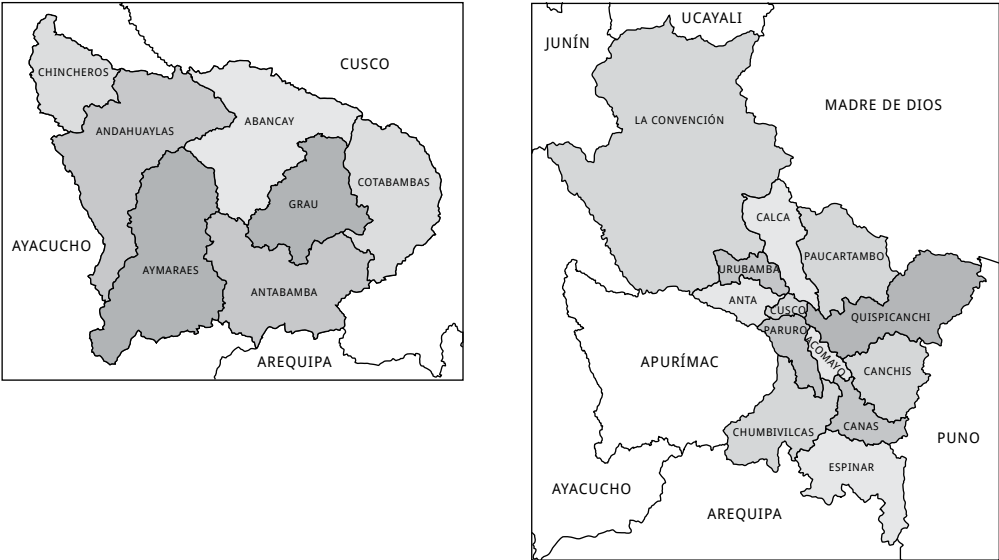 CHINCHEROS
CUSCO
ANDAHUAYLAS
ABANCAY
COTABAMBAS
GRAU
AYACUCHO
AYMARAES
ANTABAMBA
AREQUIPA
UCAYALI
JUNÍN
MADRE DE DIOS
LA CONVENCIÓN
CALCA
PAUCARTAMBO
URUBAMBA
ANTA
CUSCO
QUISPICANCHI
PARURO
ACOMAYO
APURÍMAC
CANCHIS
CHUMBIVILCAS
CANAS
PUNO
ESPINAR
AYACUCHO
AREQUIPA